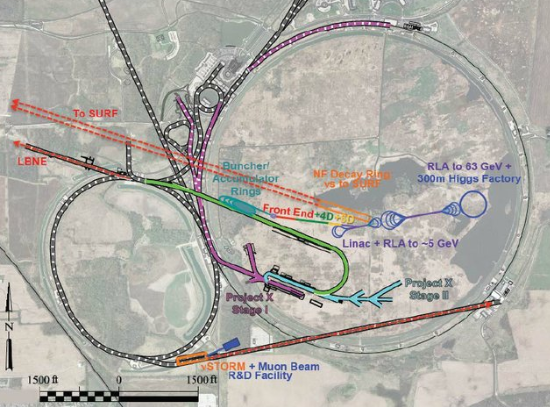 To SURF
LBNE
Buncher/
Accumulator
Rings
NF Decay Ring:
νs to SURF
RLA to 63 GeV +
300m Higgs Factory
Front End+4D+6D
Linac + RLA to ~5 GeV
Project X
Stage I
Project X
Stage II
νSTORM + Muon Beam
R&D Facility
N
1500 ft 0 1500 ft